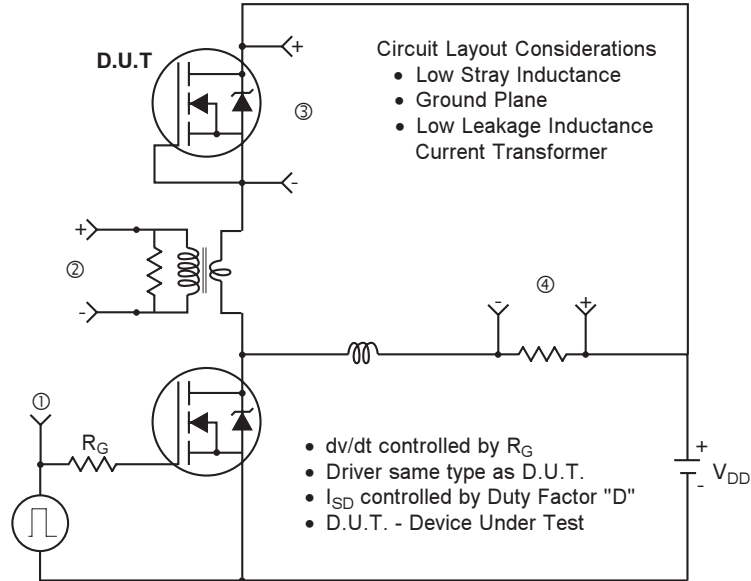 D.U.T
+
③
-
Circuit Layout Considerations
• Low Stray Inductance
• Ground Plane
• Low Leakage Inductance
Current Transformer
+
②
-
④
- +
①
R_G
• dv/dt controlled by R_G
• Driver same type as D.U.T.
• I_SD controlled by Duty Factor "D"
• D.U.T. - Device Under Test
+
-
V_DD